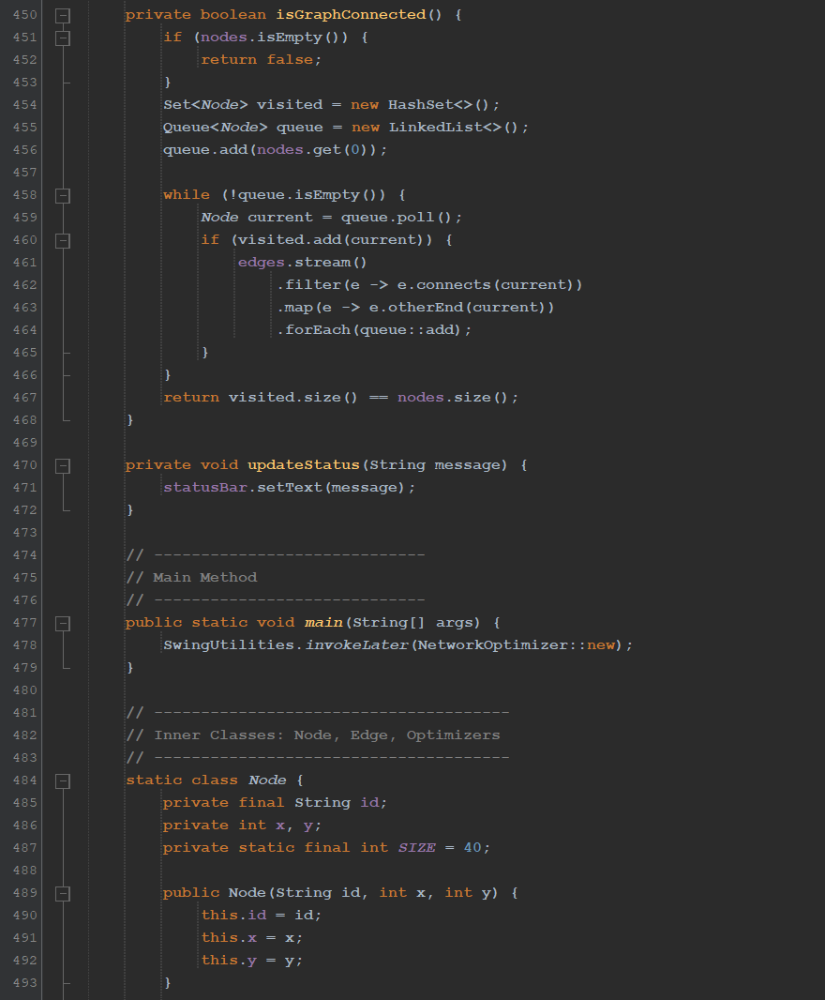 450 private boolean isGraphConnected() {
451 if (nodes.isEmpty()) {
452 return false;
453 }
454 Set<Node> visited = new HashSet<>();
455 Queue<Node> queue = new LinkedList<>();
456 queue.add(nodes.get(0));
457
458 while (!queue.isEmpty()) {
459 Node current = queue.poll();
460 if (visited.add(current)) {
461 edges.stream()
462 .filter(e -> e.connects(current))
463 .map(e -> e.otherEnd(current))
464 .forEach(queue::add);
465 }
466 }
467 return visited.size() == nodes.size();
468 }
469
470 private void updateStatus(String message) {
471 statusBar.setText(message);
472 }
473
474 // -----------------------------
475 // Main Method
476 // -----------------------------
477 public static void main(String[] args) {
478 SwingUtilities.invokeLater(NetworkOptimizer::new);
479 }
480
481 // --------------------------------------
482 // Inner Classes: Node, Edge, Optimizers
483 // --------------------------------------
484 static class Node {
485 private final String id;
486 private int x, y;
487 private static final int SIZE = 40;
488
489 public Node(String id, int x, int y) {
490 this.id = id;
491 this.x = x;
492 this.y = y;
493 }